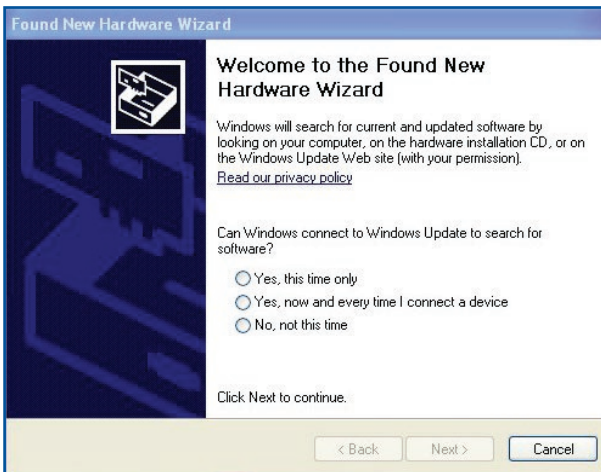 Found New Hardware Wizard
Welcome to the Found New
Hardware Wizard
Windows will search for current and updated software by
looking on your computer, on the hardware installation CD, or on
the Windows Update Web site (with your permission).
Read our privacy policy
Can Windows connect to Windows Update to search for
software?
Yes, this time only
Yes, now and every time I connect a device
No, not this time
Click Next to continue.
< Back Next > Cancel